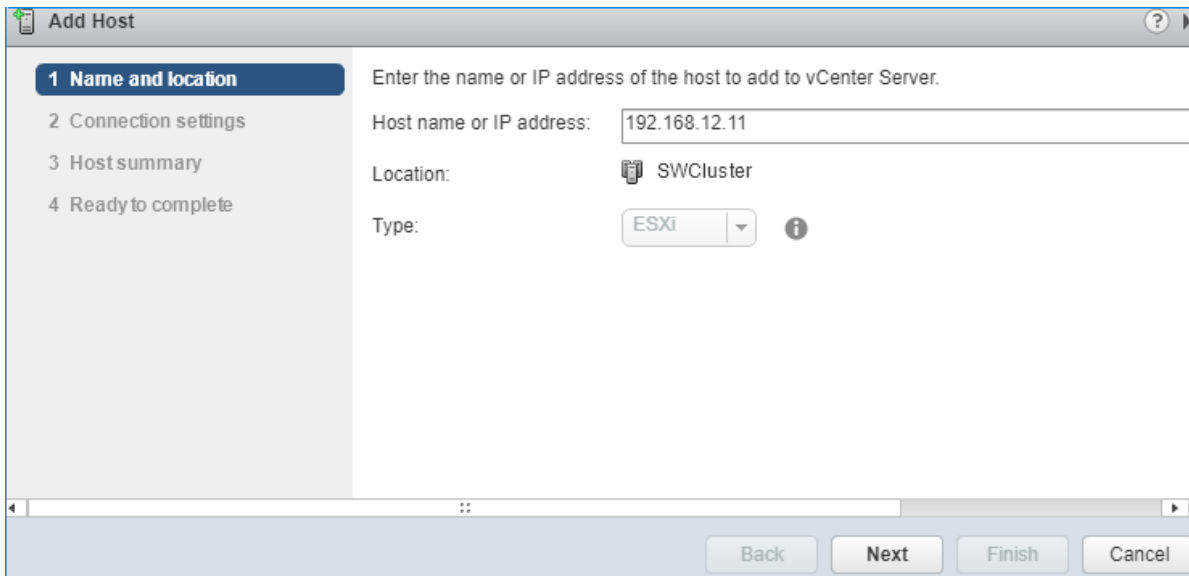 Add Host
?
1 Name and location
2 Connection settings
3 Host summary
4 Ready to complete
Enter the name or IP address of the host to add to vCenter Server.
Host name or IP address: 192.168.12.11
Location: SWCluster
Type: ESXi
Back Next Finish Cancel